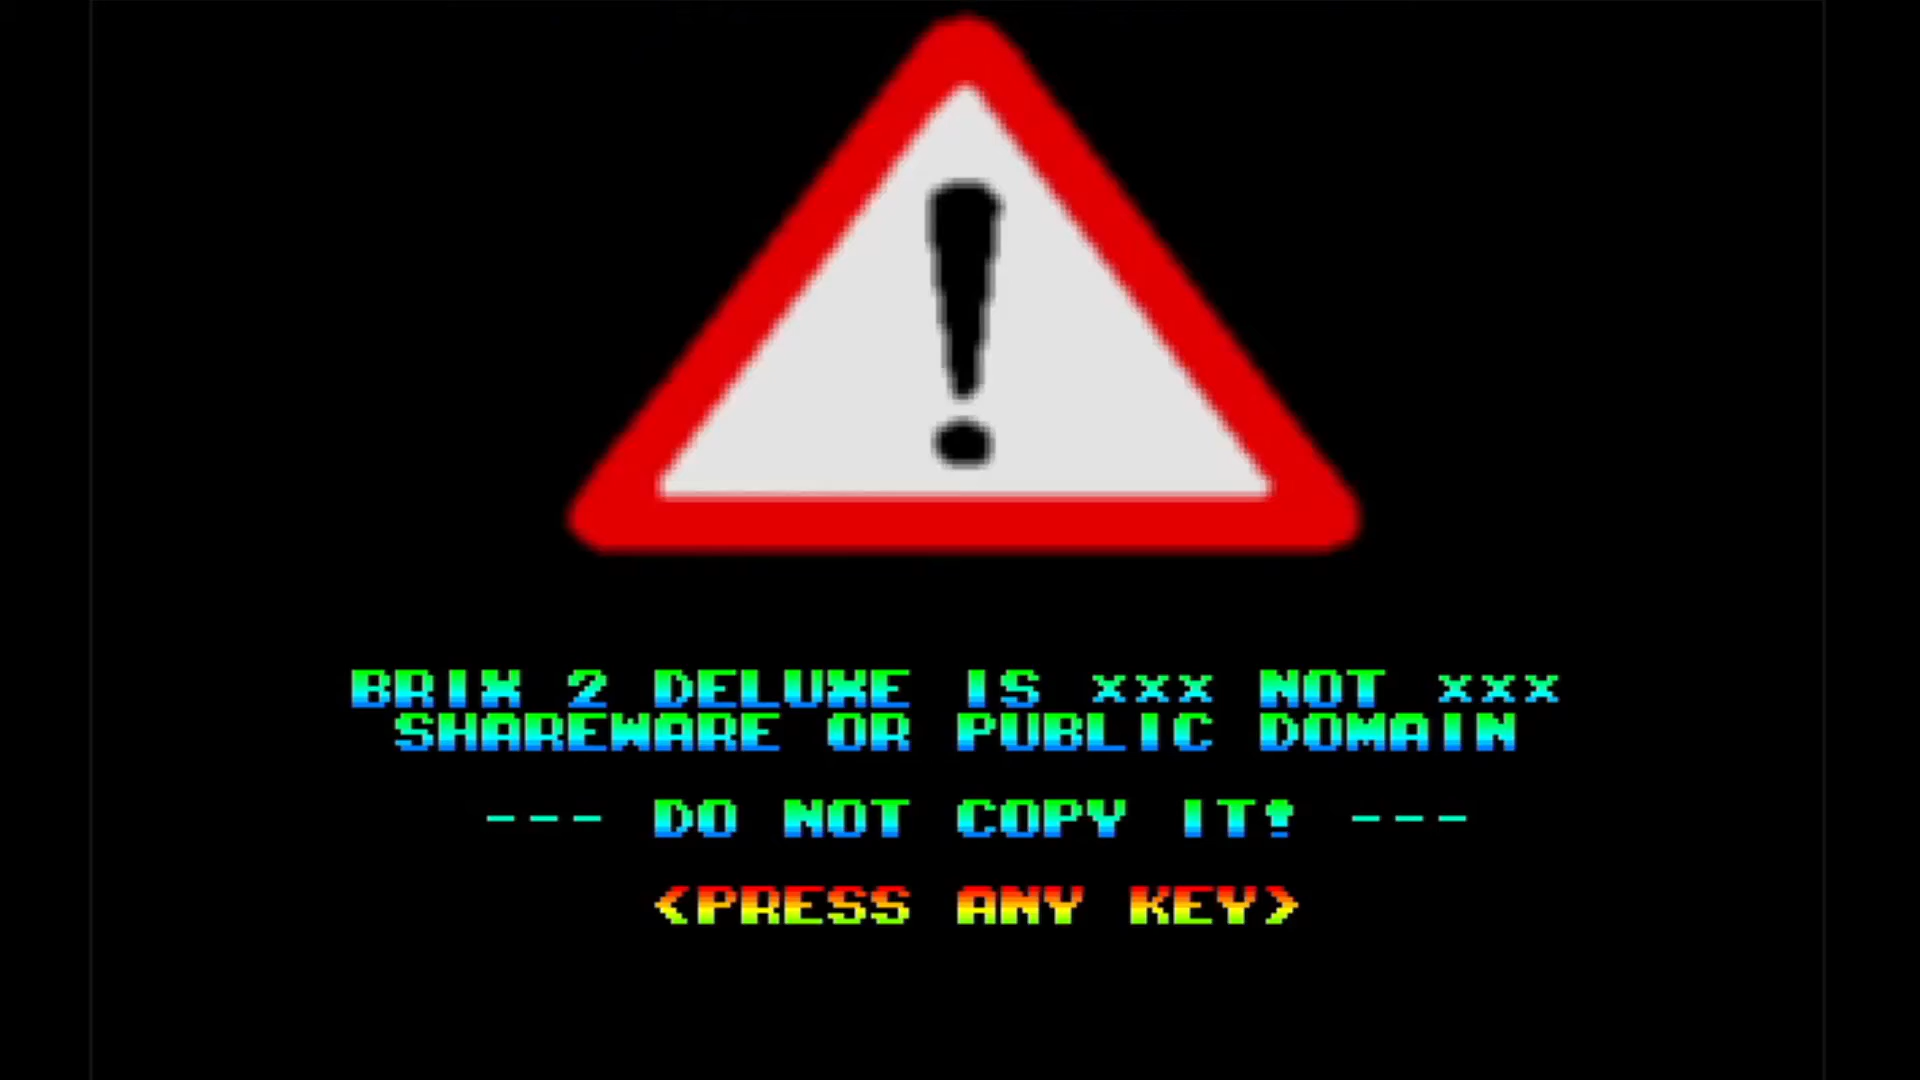 BRIX 2 DELUXE IS xxx NOT xxx
SHAREWARE OR PUBLIC DOMAIN
--- DO NOT COPY IT! ---
<PRESS ANY KEY>